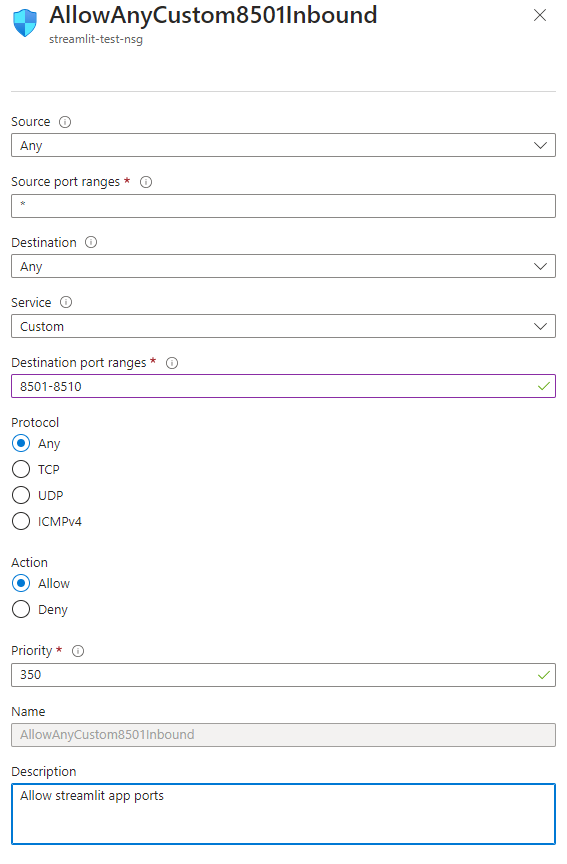 AllowAnyCustom8501Inbound
streamlit-test-nsg
Source
Any
Source port ranges *
*
Destination
Any
Service
Custom
Destination port ranges *
8501-8510
Protocol
Any
TCP
UDP
ICMPv4
Action
Allow
Deny
Priority *
350
Name
AllowAnyCustom8501Inbound
Description
Allow streamlit app ports